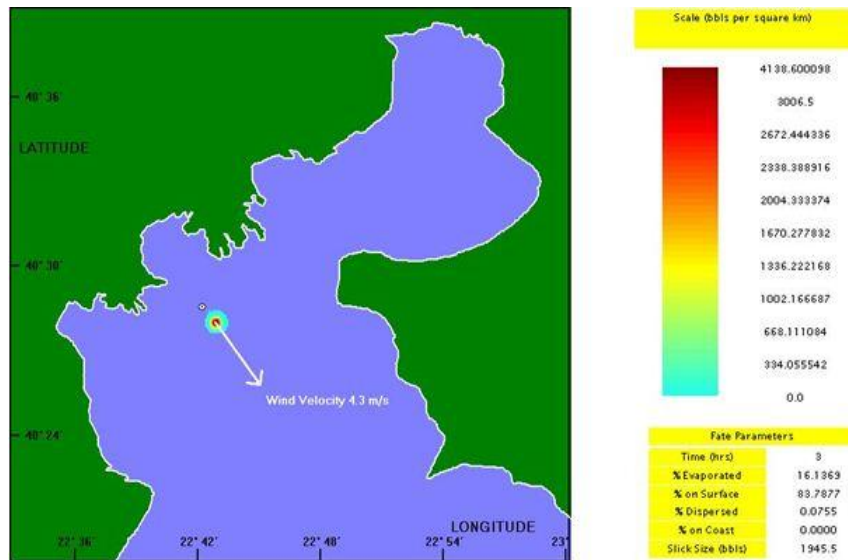 Scale (bbls per square km)
4138.600098
3006.5
2672.444336
2338.388916
2004.333374
1670.277832
1336.222168
1002.166687
668.111084
334.055542
0.0
40° 36'
LATITUDE
40° 30'
Wind Velocity 4.3 m/s
40° 24'
LONGITUDE
22° 36' 22° 42' 22° 48' 22° 54' 23°
Fate Parameters
Time (hrs) 3
% Evaporated 16.1369
% on Surface 83.7877
% Dispersed 0.0755
% on Coast 0.0000
Slick Size (bbls) 1945.5